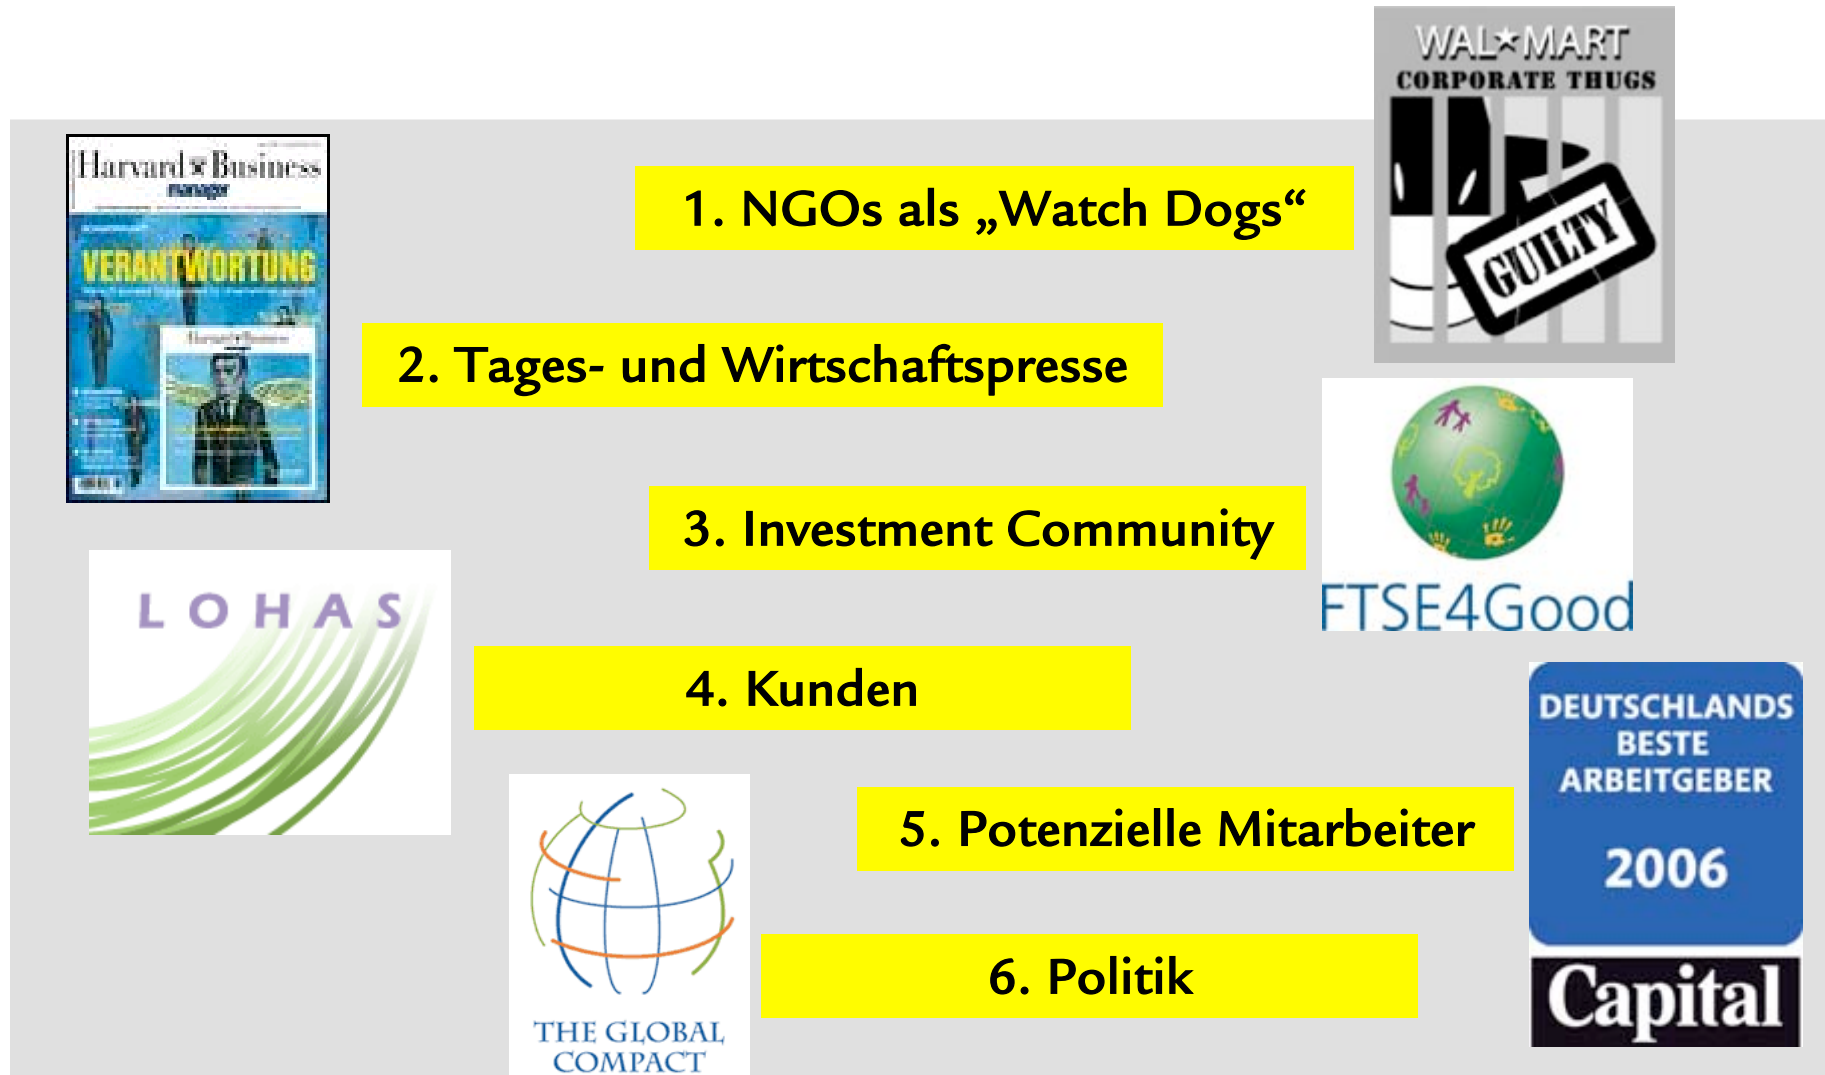 WAL★MART
CORPORATE THUGS
GUILTY
Harvard Business
manager
VERANTWORTUNG
Harvard Business
1. NGOs als „Watch Dogs“
2. Tages- und Wirtschaftspresse
3. Investment Community
FTSE4Good
LOHAS
4. Kunden
DEUTSCHLANDS
BESTE
ARBEITGEBER
2006
Capital
5. Potenzielle Mitarbeiter
THE GLOBAL
COMPACT
6. Politik